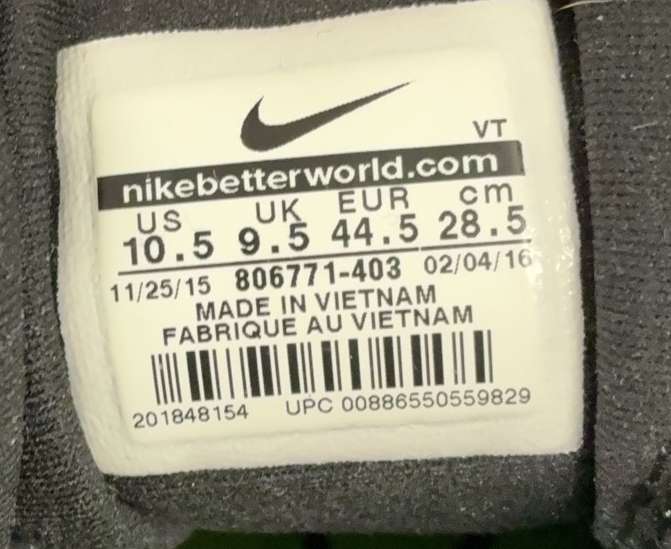 VT
nikebetterworld.com
US UK EUR cm
10.5 9.5 44.5 28.5
11/25/15 806771-403 02/04/16
MADE IN VIETNAM
FABRIQUE AU VIETNAM
201848154 UPC 00886550559829